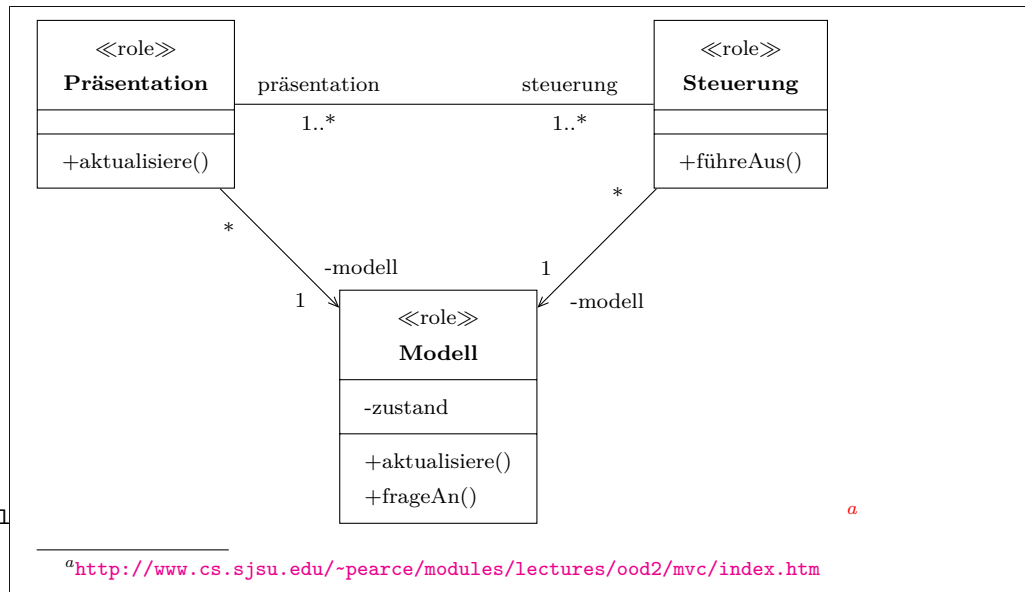 ≪role≫
Präsentation
+aktualisiere()
präsentation
1..*
steuerung
1..*
≪role≫
Steuerung
+führeAus()
*
-modell
1
*
1
-modell
≪role≫
Modell
-zustand
+aktualisiere()
+frageAn()
1
a
a http://www.cs.sjsu.edu/~pearce/modules/lectures/ood2/mvc/index.htm